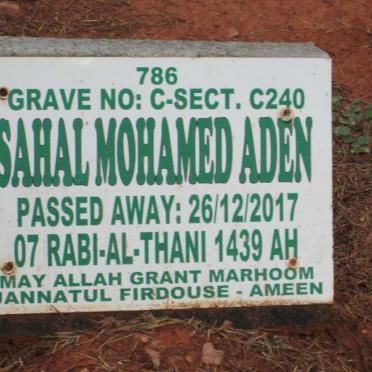 786
GRAVE NO: C-SECT. C240
SAHAL MOHAMED ADEN
PASSED AWAY: 26/12/2017
07 RABI-AL-THANI 1439 AH
MAY ALLAH GRANT MARHOOM
JANNATUL FIRDOUSE - AMEEN